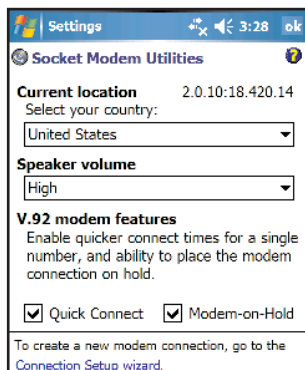 Settings 3:28 ok
Socket Modem Utilities
Current location 2.0.10:18.420.14
Select your country:
United States
Speaker volume
High
V.92 modem features
Enable quicker connect times for a single
number, and ability to place the modem
connection on hold.
Quick Connect Modem-on-Hold
To create a new modem connection, go to the
Connection Setup wizard.